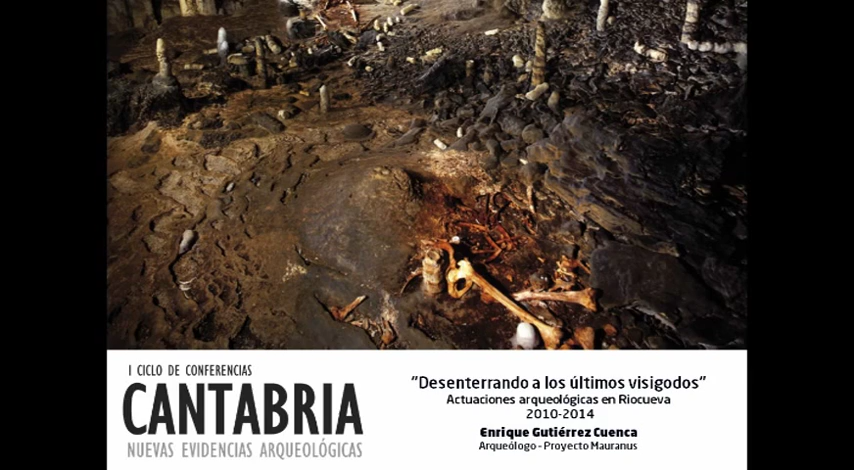 I CICLO DE CONFERENCIAS
CANTABRIA
NUEVAS EVIDENCIAS ARQUEOLÓGICAS
"Desenterrando a los últimos visigodos"
Actuaciones arqueológicas en Riocueva
2010-2014
Enrique Gutiérrez Cuenca
Arqueólogo - Proyecto Mauranus